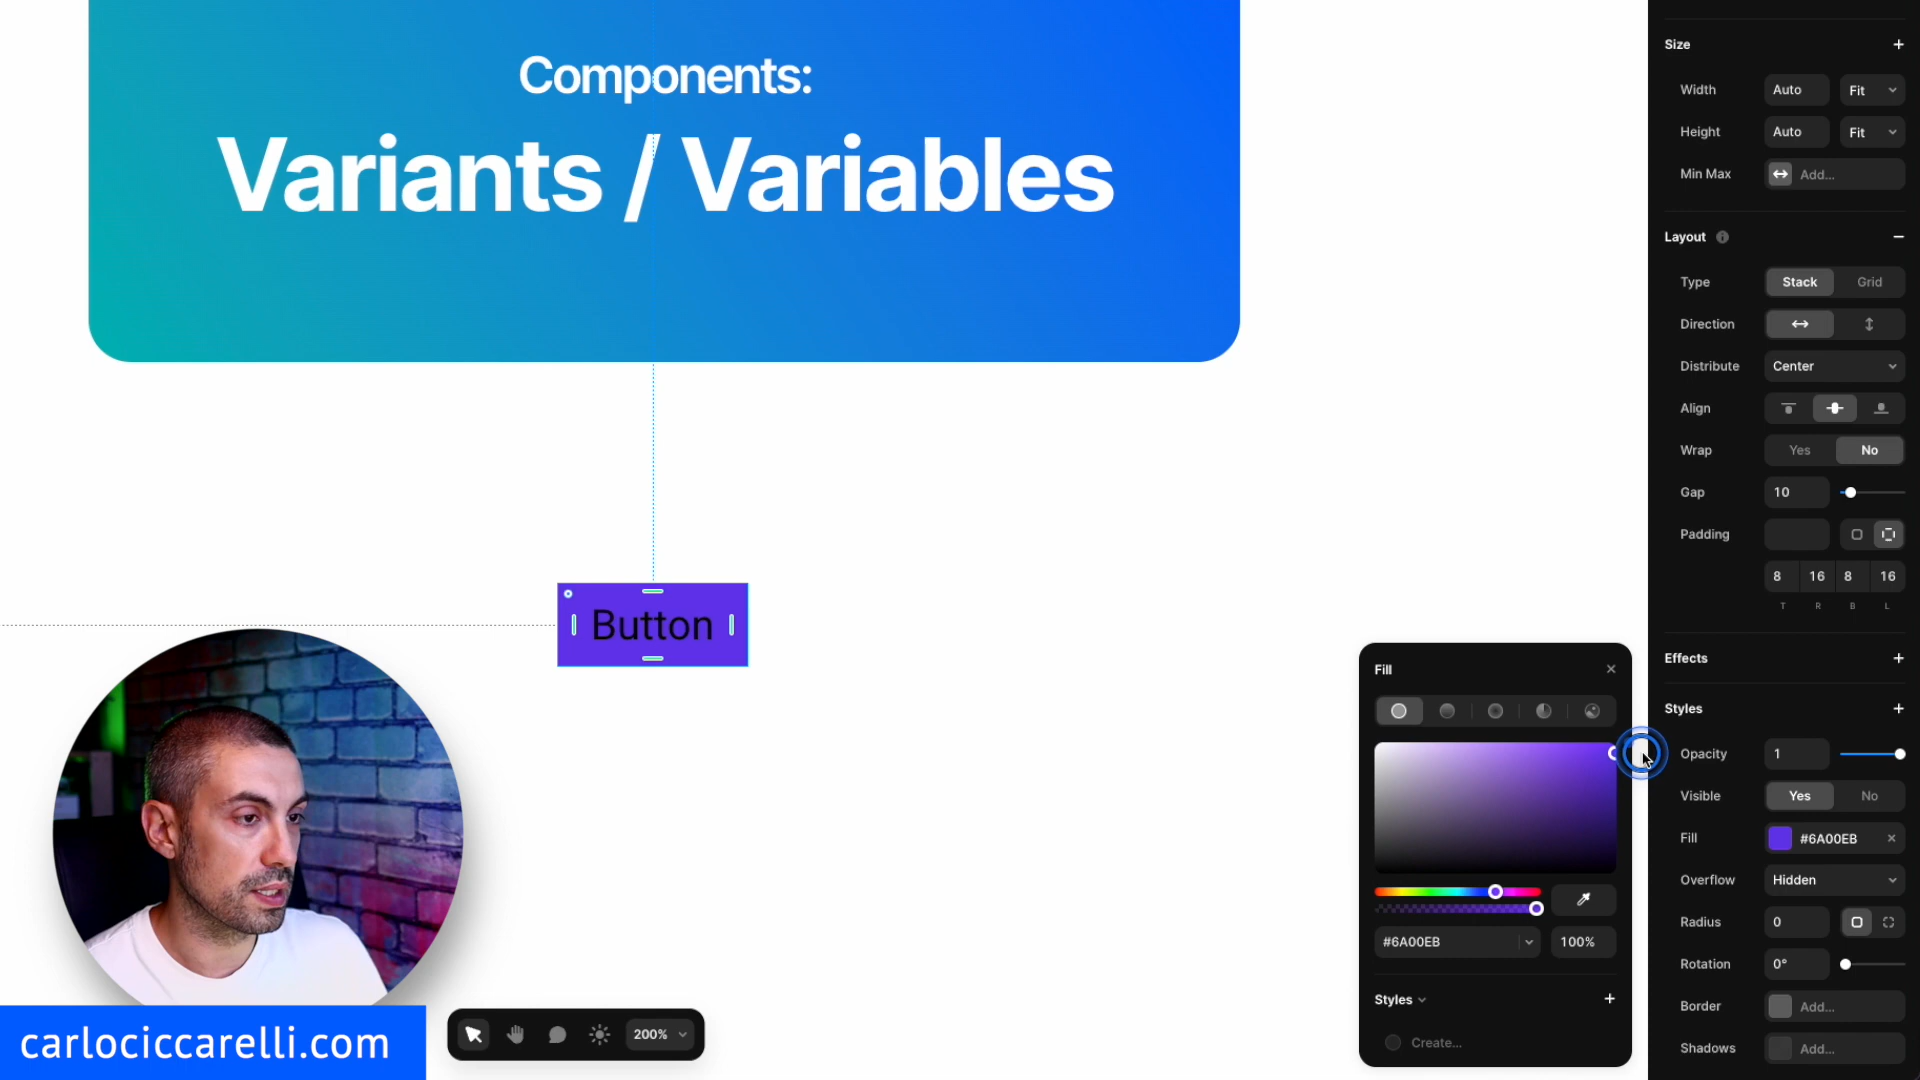 Components:
Variants / Variables
Button
carlociccarelli.com
200%
Fill
#6A00EB
100%
Styles
Create...
Size
Width Auto Fit
Height Auto Fit
Min Max Add...
Layout
Type Stack Grid
Direction
Distribute Center
Align
Wrap Yes No
Gap 10
Padding
8 16 8 16
T R B L
Effects
Styles
Opacity 1
Visible Yes No
Fill #6A00EB
Overflow Hidden
Radius 0
Rotation 0°
Border Add...
Shadows Add...